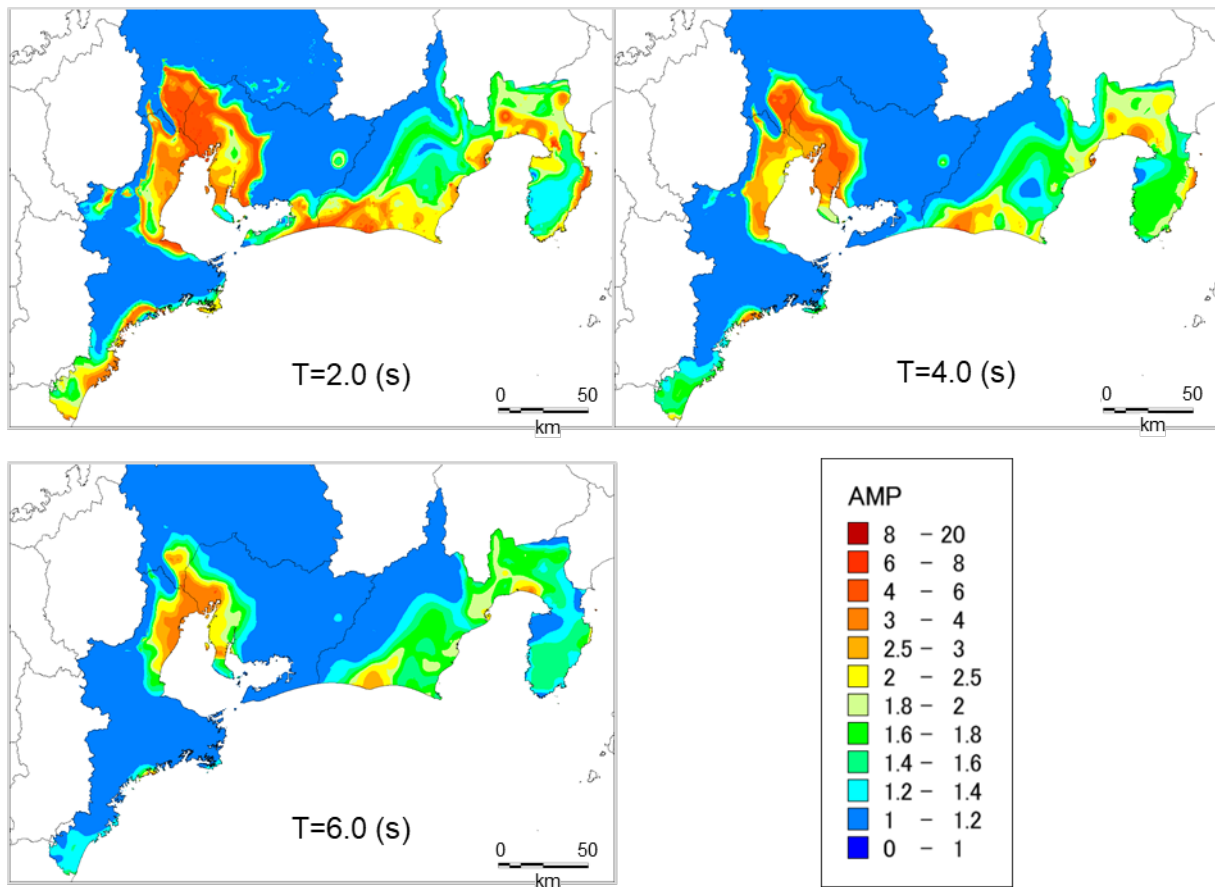 T=2.0 (s)
0 50
km
T=4.0 (s)
0 50
km
T=6.0 (s)
0 50
km
AMP
8 - 20
6 - 8
4 - 6
3 - 4
2.5 - 3
2 - 2.5
1.8 - 2
1.6 - 1.8
1.4 - 1.6
1.2 - 1.4
1 - 1.2
0 - 1